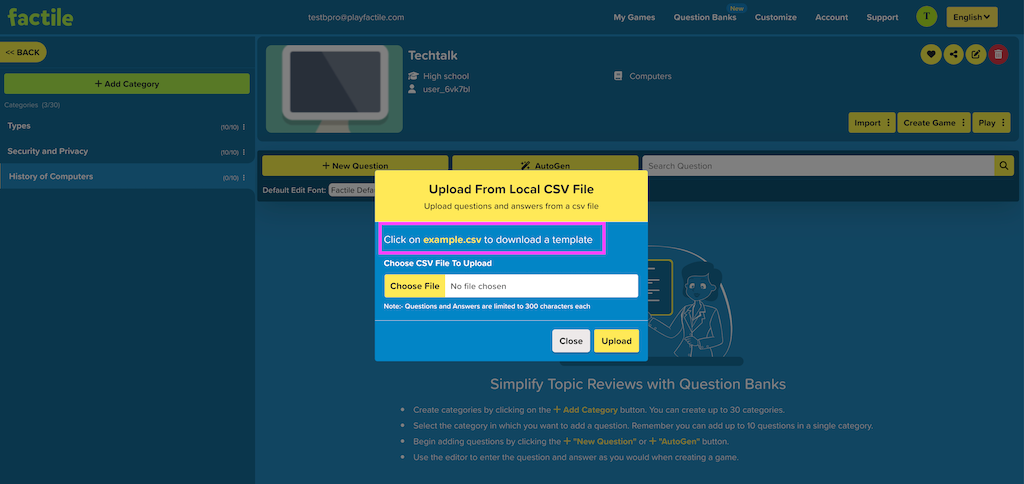 factile
testbpro@playfactile.com
My Games
Question Banks
New
Customize
Account
Support
T
English
<< BACK
+ Add Category
Categories (3/30)
Types
(10/10)
Security and Privacy
(10/10)
History of Computers
(0/10)
Techtalk
High school
Computers
user_6vk7bl
Import
Create Game
Play
+ New Question
AutoGen
Search Question
Default Edit Font:
Factile Defa
Upload From Local CSV File
Upload questions and answers from a csv file
Click on example.csv to download a template
Choose CSV File To Upload
Choose File
No file chosen
Note:- Questions and Answers are limited to 300 characters each
Close
Upload
Simplify Topic Reviews with Question Banks
• Create categories by clicking on the + Add Category button. You can create up to 30 categories.
• Select the category in which you want to add a question. Remember you can add up to 10 questions in a single category.
• Begin adding questions by clicking the + "New Question" or + "AutoGen" button.
• Use the editor to enter the question and answer as you would when creating a game.